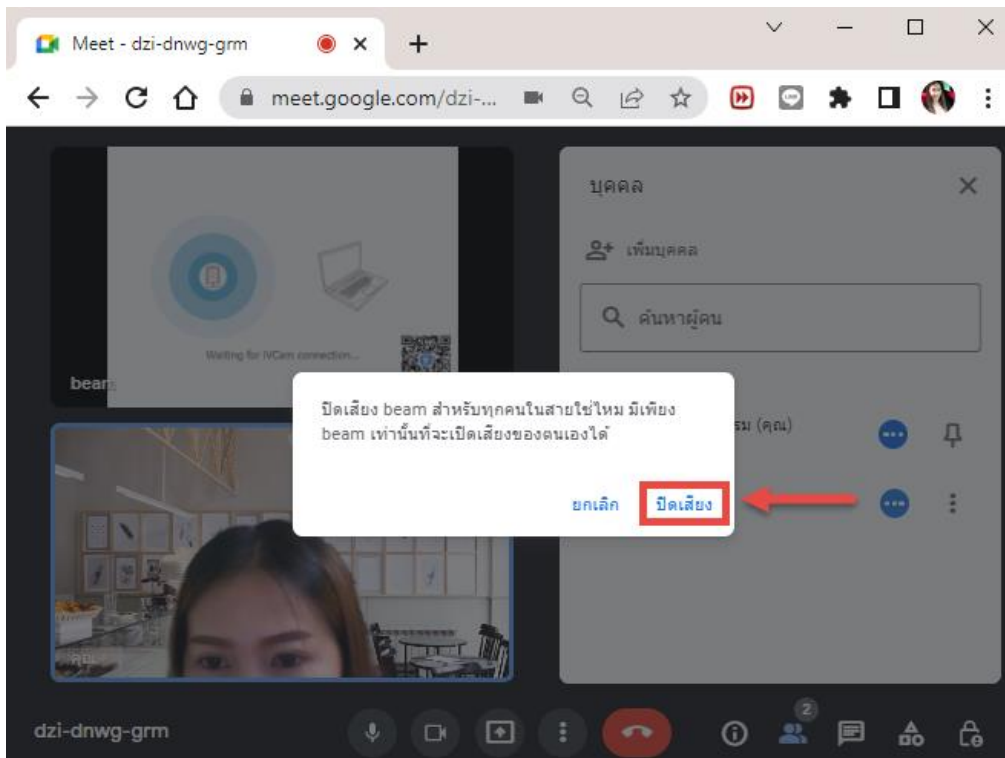 Meet - dzi-dnwg-grm
meet.google.com/dzi-...
บุคคล
เพิ่มบุคคล
ค้นหาผู้คน
Waiting for iVCam connection...
beam
ปิดเสียง beam สำหรับทุกคนในสายใช่ไหม มีเพียง
beam เท่านั้นที่จะเปิดเสียงของตนเองได้
รม (คุณ)
ยกเลิก ปิดเสียง
คุณ
2
dzi-dnwg-grm